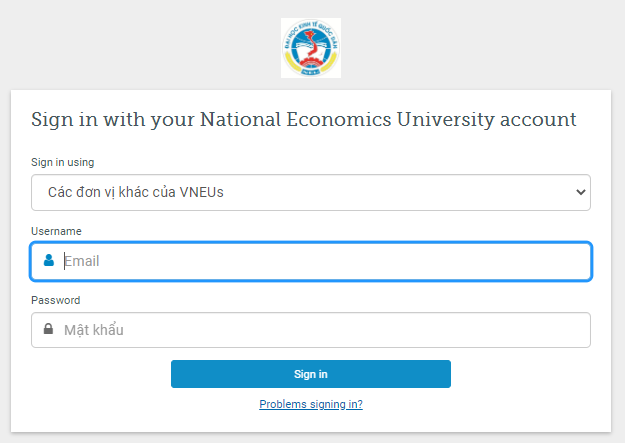 ĐẠI HỌC KINH TẾ QUỐC DÂN
Sign in with your National Economics University account
Sign in using
Các đơn vị khác của VNEUs
Username
Email
Password
Mật khẩu
Sign in
Problems signing in?